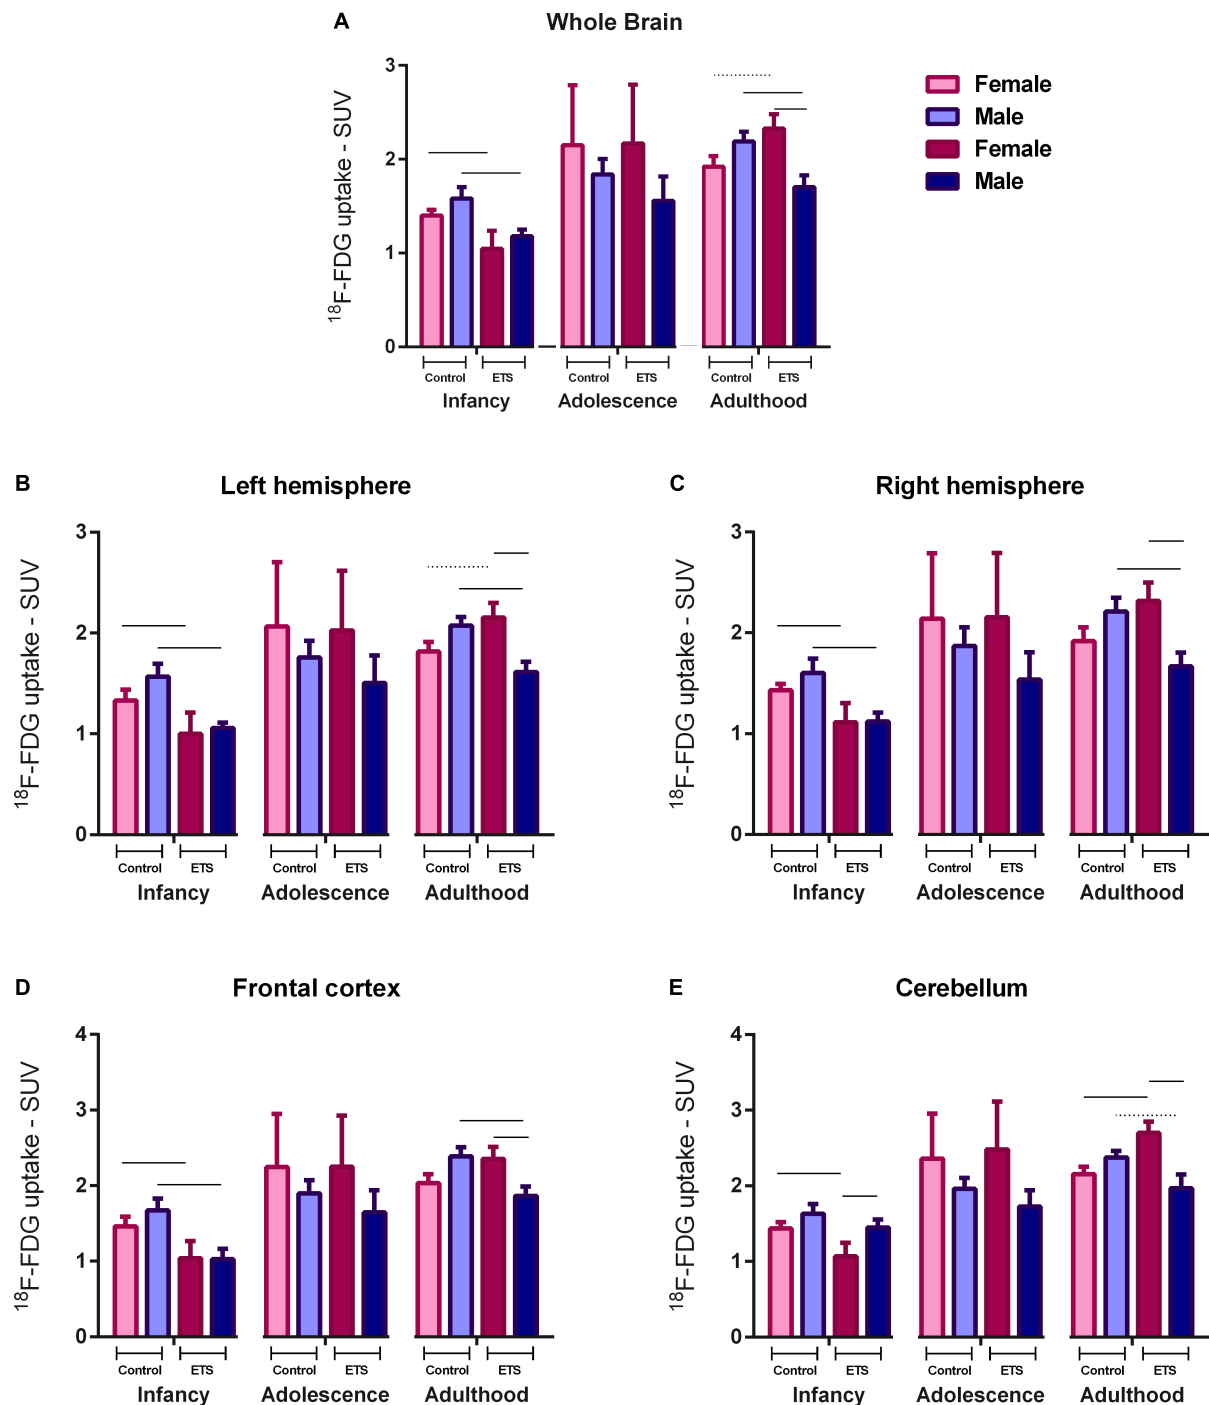 A Whole Brain
18F-FDG uptake - SUV
3
2
1
0
Control ETS Control ETS Control ETS
Infancy Adolescence Adulthood
Female
Male
Female
Male
B Left hemisphere
18F-FDG uptake - SUV
3
2
1
0
Control ETS Control ETS Control ETS
Infancy Adolescence Adulthood
C Right hemisphere
18F-FDG uptake - SUV
3
2
1
0
Control ETS Control ETS Control ETS
Infancy Adolescence Adulthood
D Frontal cortex
18F-FDG uptake - SUV
4
3
2
1
0
Control ETS Control ETS Control ETS
Infancy Adolescence Adulthood
E Cerebellum
18F-FDG uptake - SUV
4
3
2
1
0
Control ETS Control ETS Control ETS
Infancy Adolescence Adulthood